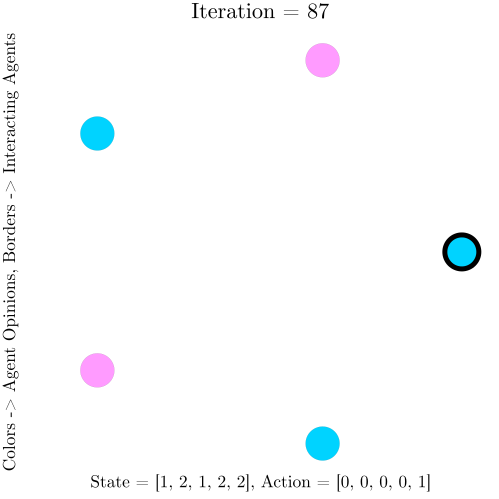 Iteration = 87
Colors -> Agent Opinions, Borders -> Interacting Agents
State = [1, 2, 1, 2, 2], Action = [0, 0, 0, 0, 1]